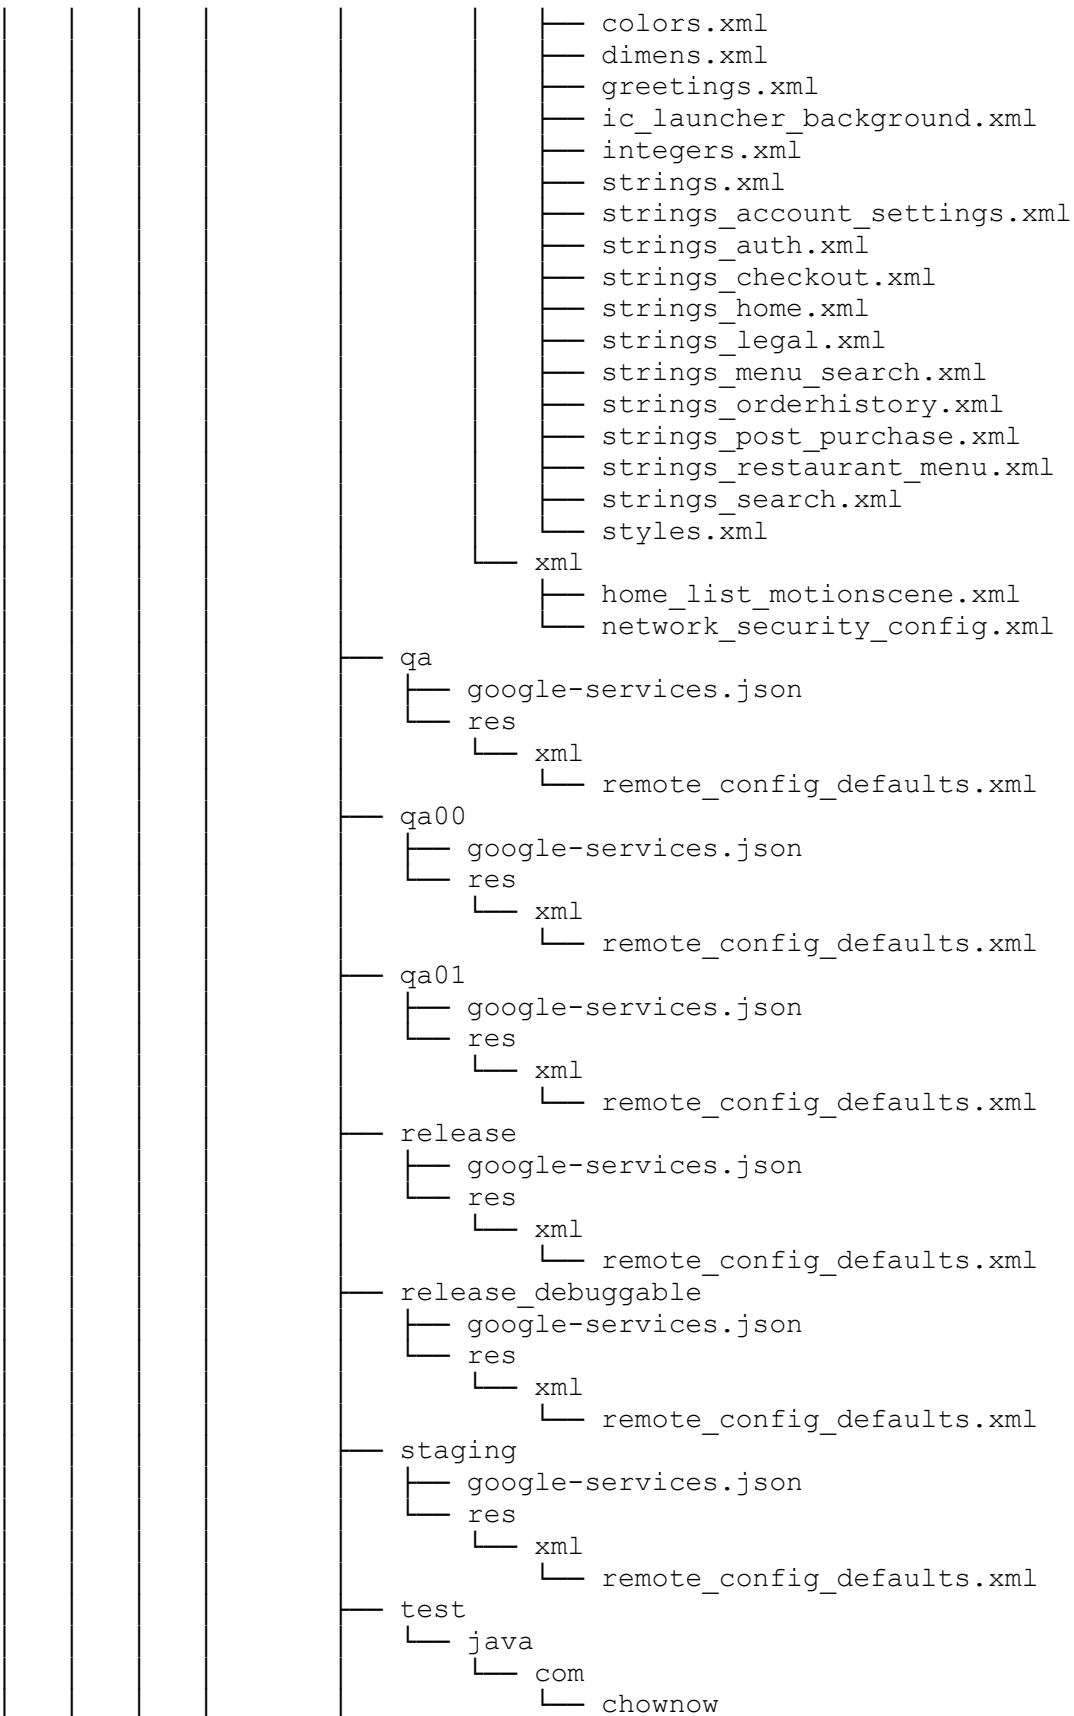 │   │   │   │       │       │   ├── colors.xml
│   │   │   │       │       │   ├── dimens.xml
│   │   │   │       │       │   ├── greetings.xml
│   │   │   │       │       │   ├── ic_launcher_background.xml
│   │   │   │       │       │   ├── integers.xml
│   │   │   │       │       │   ├── strings.xml
│   │   │   │       │       │   ├── strings_account_settings.xml
│   │   │   │       │       │   ├── strings_auth.xml
│   │   │   │       │       │   ├── strings_checkout.xml
│   │   │   │       │       │   ├── strings_home.xml
│   │   │   │       │       │   ├── strings_legal.xml
│   │   │   │       │       │   ├── strings_menu_search.xml
│   │   │   │       │       │   ├── strings_orderhistory.xml
│   │   │   │       │       │   ├── strings_post_purchase.xml
│   │   │   │       │       │   ├── strings_restaurant_menu.xml
│   │   │   │       │       │   ├── strings_search.xml
│   │   │   │       │       │   └── styles.xml
│   │   │   │       │       └── xml
│   │   │   │       │           ├── home_list_motionscene.xml
│   │   │   │       │           └── network_security_config.xml
│   │   │   │       ├── qa
│   │   │   │       │   ├── google-services.json
│   │   │   │       │   └── res
│   │   │   │       │       └── xml
│   │   │   │       │           └── remote_config_defaults.xml
│   │   │   │       ├── qa00
│   │   │   │       │   ├── google-services.json
│   │   │   │       │   └── res
│   │   │   │       │       └── xml
│   │   │   │       │           └── remote_config_defaults.xml
│   │   │   │       ├── qa01
│   │   │   │       │   ├── google-services.json
│   │   │   │       │   └── res
│   │   │   │       │       └── xml
│   │   │   │       │           └── remote_config_defaults.xml
│   │   │   │       ├── release
│   │   │   │       │   ├── google-services.json
│   │   │   │       │   └── res
│   │   │   │       │       └── xml
│   │   │   │       │           └── remote_config_defaults.xml
│   │   │   │       ├── release_debuggable
│   │   │   │       │   ├── google-services.json
│   │   │   │       │   └── res
│   │   │   │       │       └── xml
│   │   │   │       │           └── remote_config_defaults.xml
│   │   │   │       ├── staging
│   │   │   │       │   ├── google-services.json
│   │   │   │       │   └── res
│   │   │   │       │       └── xml
│   │   │   │       │           └── remote_config_defaults.xml
│   │   │   │       ├── test
│   │   │   │       │   └── java
│   │   │   │       │       └── com
│   │   │   │       │           └── chownow